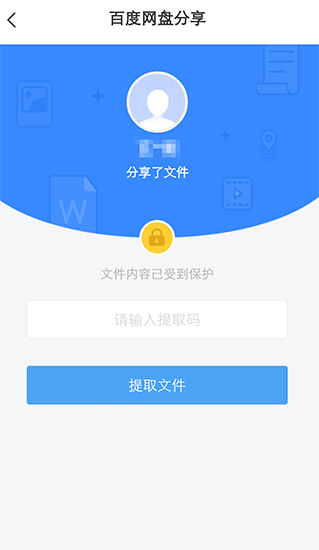 百度网盘分享
分享了文件
W
文件内容已受到保护
请输入提取码
提取文件